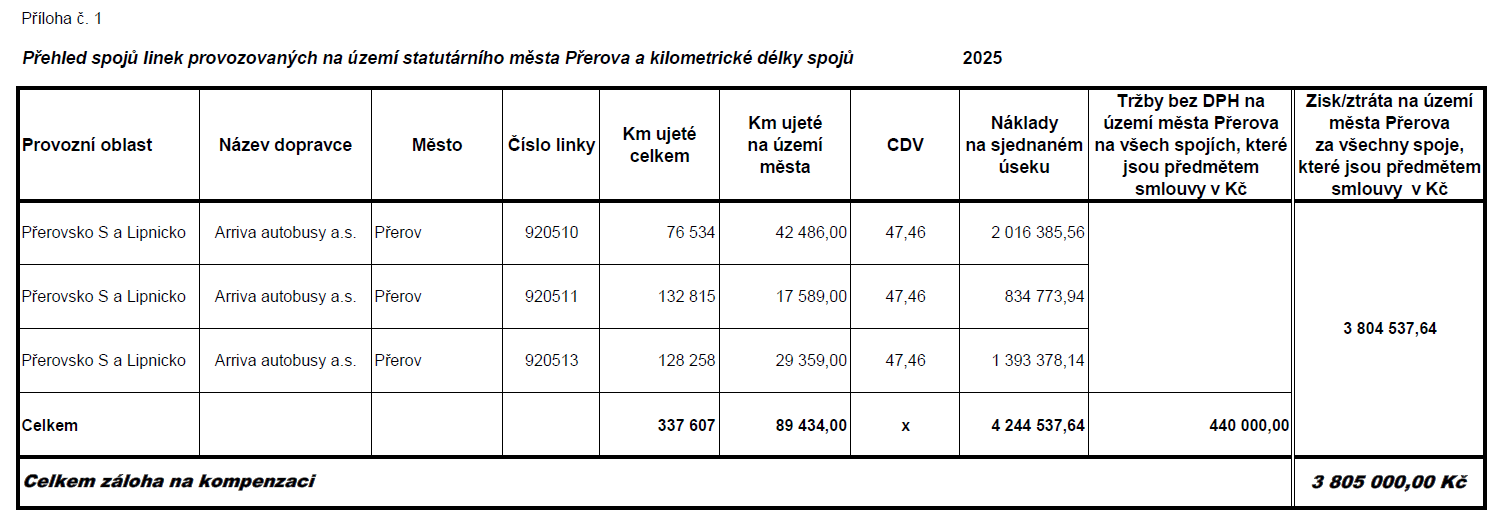 Příloha č. 1
Přehled spojů linek provozovaných na území statutárního města Přerova a kilometrické délky spojů 2025
Provozní oblast
Název dopravce
Město
Číslo linky
Km ujeté
celkem
Km ujeté
na území
města
CDV
Náklady
na sjednaném
úseku
Tržby bez DPH na
území města Přerova
na všech spojích, které
jsou předmětem
smlouvy v Kč
Zisk/ztráta na území
města Přerova
za všechny spoje,
které jsou předmětem
smlouvy v Kč
Přerovsko S a Lipnicko Arriva autobusy a.s. Přerov 920510 76 534 42 486,00 47,46 2 016 385,56
Přerovsko S a Lipnicko Arriva autobusy a.s. Přerov 920511 132 815 17 589,00 47,46 834 773,94
3 804 537,64
Přerovsko S a Lipnicko Arriva autobusy a.s. Přerov 920513 128 258 29 359,00 47,46 1 393 378,14
Celkem 337 607 89 434,00 x 4 244 537,64 440 000,00
Celkem záloha na kompenzaci 3 805 000,00 Kč